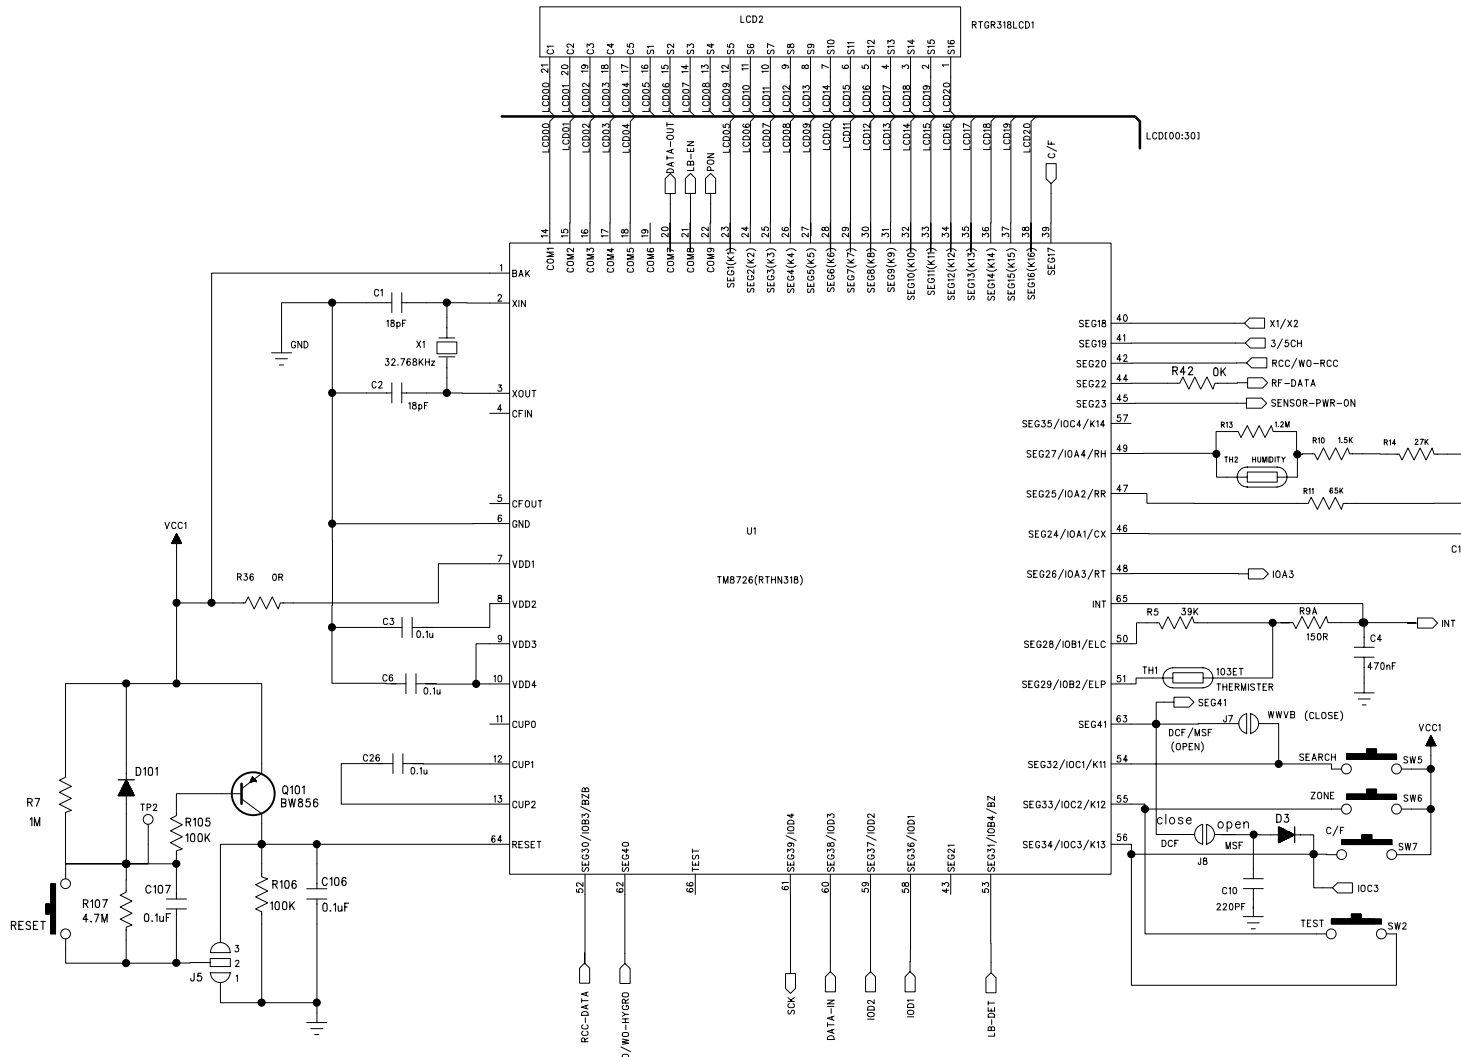 LCD2
RTGR318LCD1
C1 C2 C3 C4 C5 S1 S2 S3 S4 S5 S6 S7 S8 S9 S10 S11 S12 S13 S14 S15 S16
21 20 19 18 17 16 15 14 13 12 11 10 9 8 7 6 5 4 3 2 1
LCD00 LCD01 LCD02 LCD03 LCD04 LCD05 LCD06 LCD07 LCD08 LCD09 LCD10 LCD11 LCD12 LCD13 LCD14 LCD15 LCD16 LCD17 LCD18 LCD19 LCD20
LCD[00:30]
LCD00 LCD01 LCD02 LCD03 LCD04 DATA-OUT LB-EN PON LCD05 LCD06 LCD07 LCD08 LCD09 LCD10 LCD11 LCD12 LCD13 LCD14 LCD15 LCD16 LCD17 LCD18 LCD19 LCD20 C/F
14 15 16 17 18 19 20 21 22 23 24 25 26 27 28 29 30 31 32 33 34 35 36 37 38 39
COM1 COM2 COM3 COM4 COM5 COM6 COM7 COM8 COM9 SEG1(K1) SEG2(K2) SEG3(K3) SEG4(K4) SEG5(K5) SEG6(K6) SEG7(K7) SEG8(K8) SEG9(K9) SEG10(K10) SEG11(K11) SEG12(K12) SEG13(K13) SEG14(K14) SEG15(K15) SEG16(K16) SEG17
1 BAK
C1
18pF
2 XIN
GND
X1
32.768KHz
C2
18pF
3 XOUT
4 CFIN
5 CFOUT
6 GND
VCC1
7 VDD1
R36 0R
8 VDD2
C3
0.1u
9 VDD3
C6
0.1u
10 VDD4
11 CUP0
C26
0.1u
12 CUP1
13 CUP2
64 RESET
U1
TM8726(RTHN318)
SEG18 40 X1/X2
SEG19 41 3/5CH
SEG20 42 RCC/WO-RCC
SEG22 44 R42 0K RF-DATA
SEG23 45 SENSOR-PWR-ON
SEG35/IOC4/K14 57
R13 1.2M
SEG27/IOA4/RH 49
TH2 HUMIDITY
R10 1.5K
R14 27K
SEG25/IOA2/RR 47
R11 65K
SEG24/IOA1/CX 46
C1
SEG26/IOA3/RT 48 IOA3
INT 65
R5 39K
R9A
150R
INT
SEG28/IOB1/ELC 50
C4
470nF
SEG29/IOB2/ELP 51
TH1 103ET
THERMISTER
SEG41
SEG41 63
DCF/MSF
(OPEN)
J7
WWVB (CLOSE)
VCC1
SEG32/IOC1/K11 54
SEARCH SW5
SEG33/IOC2/K12 55
ZONE SW6
close open D3
DCF MSF
J8
SEG34/IOC3/K13 56
C/F SW7
C10
220PF
IOC3
TEST SW2
D101
Q101
BW856
R7
1M
TP2
R105
100K
R107
4.7M
C107
0.1uF
RESET
R106
100K
C106
0.1uF
J5
3
2
1
SEG30/IOB3/BZB SEG40 TEST SEG39/IOD4 SEG38/IOD3 SEG37/IOD2 SEG36/IOD1 SEG21 SEG31/IOB4/BZ
52 62 66 61 60 59 58 43 53
RCC-DATA /WO-HYGRO SCK DATA-IN IOD2 IOD1 LB-DET